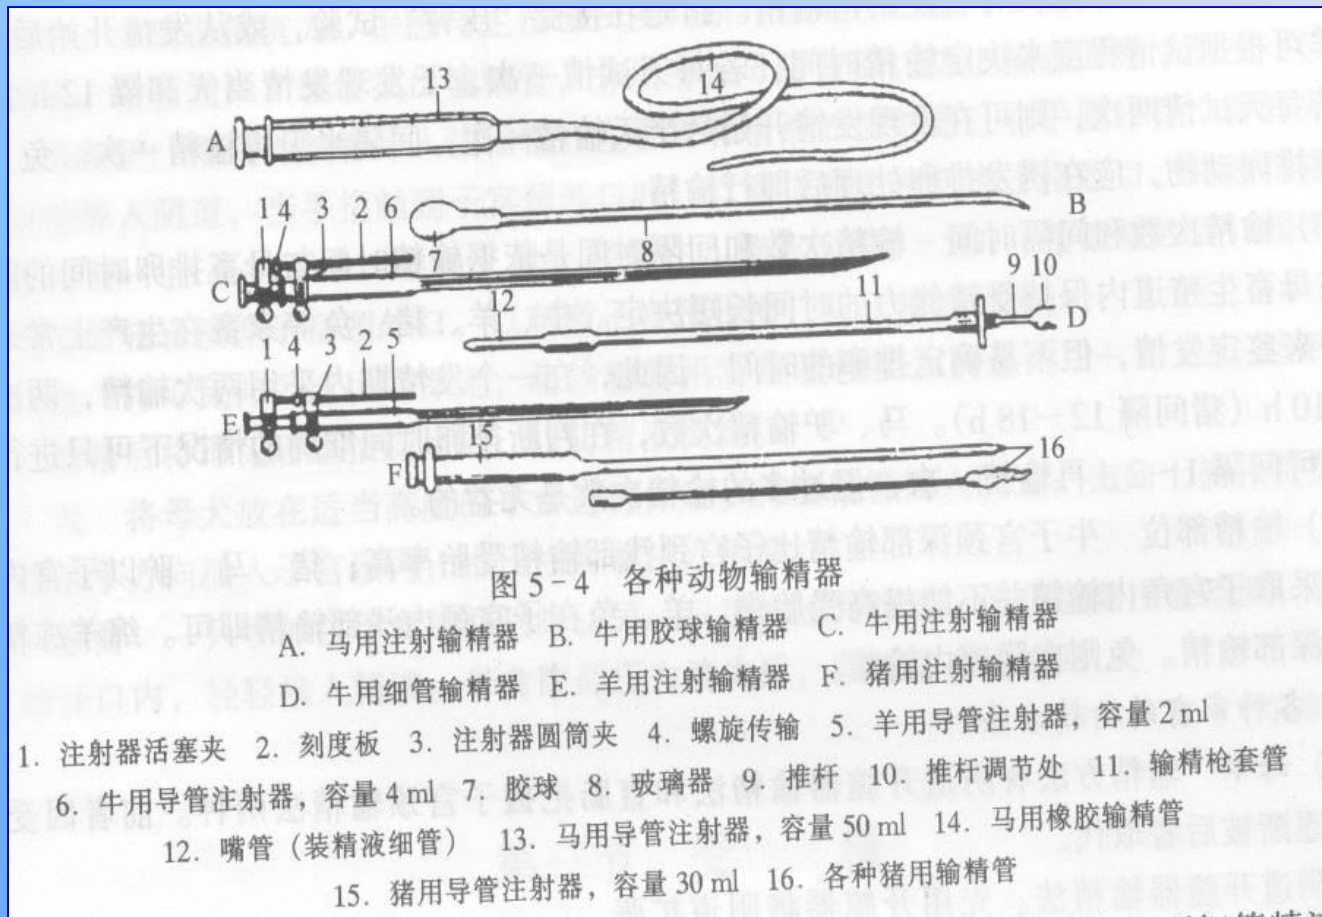 13
14
A
1 4 3 2 6
B
7
8
C
11
9 10
12
D
1 4 3 2 5
E
15
16
F
图 5-4 各种动物输精器
A. 马用注射输精器 B. 牛用胶球输精器 C. 牛用注射输精器
D. 牛用细管输精器 E. 羊用注射输精器 F. 猪用注射输精器
1. 注射器活塞夹 2. 刻度板 3. 注射器圆筒夹 4. 螺旋传输 5. 羊用导管注射器，容量 2 ml
6. 牛用导管注射器，容量 5 ml 7. 胶球 8. 玻璃器 9. 推杆 10. 推杆调节处 11. 输精枪套管
12. 嘴管（装精液细管） 13. 马用导管注射器，容量 50 ml 14. 马用橡胶输精管
15. 猪用导管注射器，容量 30 ml 16. 各种猪用输精管